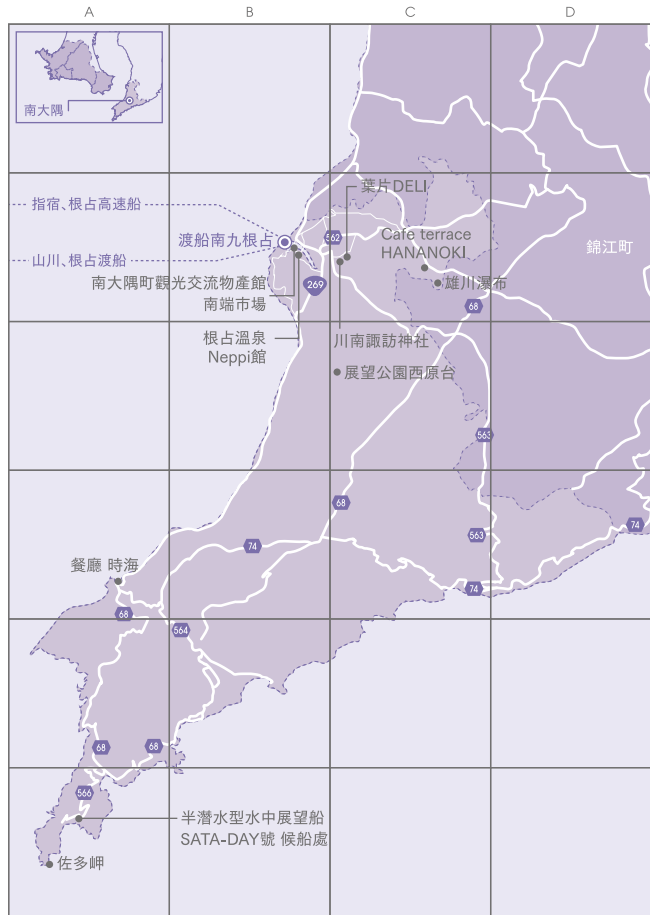 A
B
C
D
南大隅
葉片DELI
指宿、根占高速船
渡船南九根占
562
Cafe terrace
HANANOKI
錦江町
山川、根占渡船
南大隅町觀光交流物產館
南端市場
269
雄川瀑布
68
根占溫泉
Neppi館
川南諏訪神社
展望公園西原台
563
68
74
563
74
餐廳 時海
74
68
564
68
68
566
半潛水型水中展望船
SATA-DAY號 候船處
佐多岬